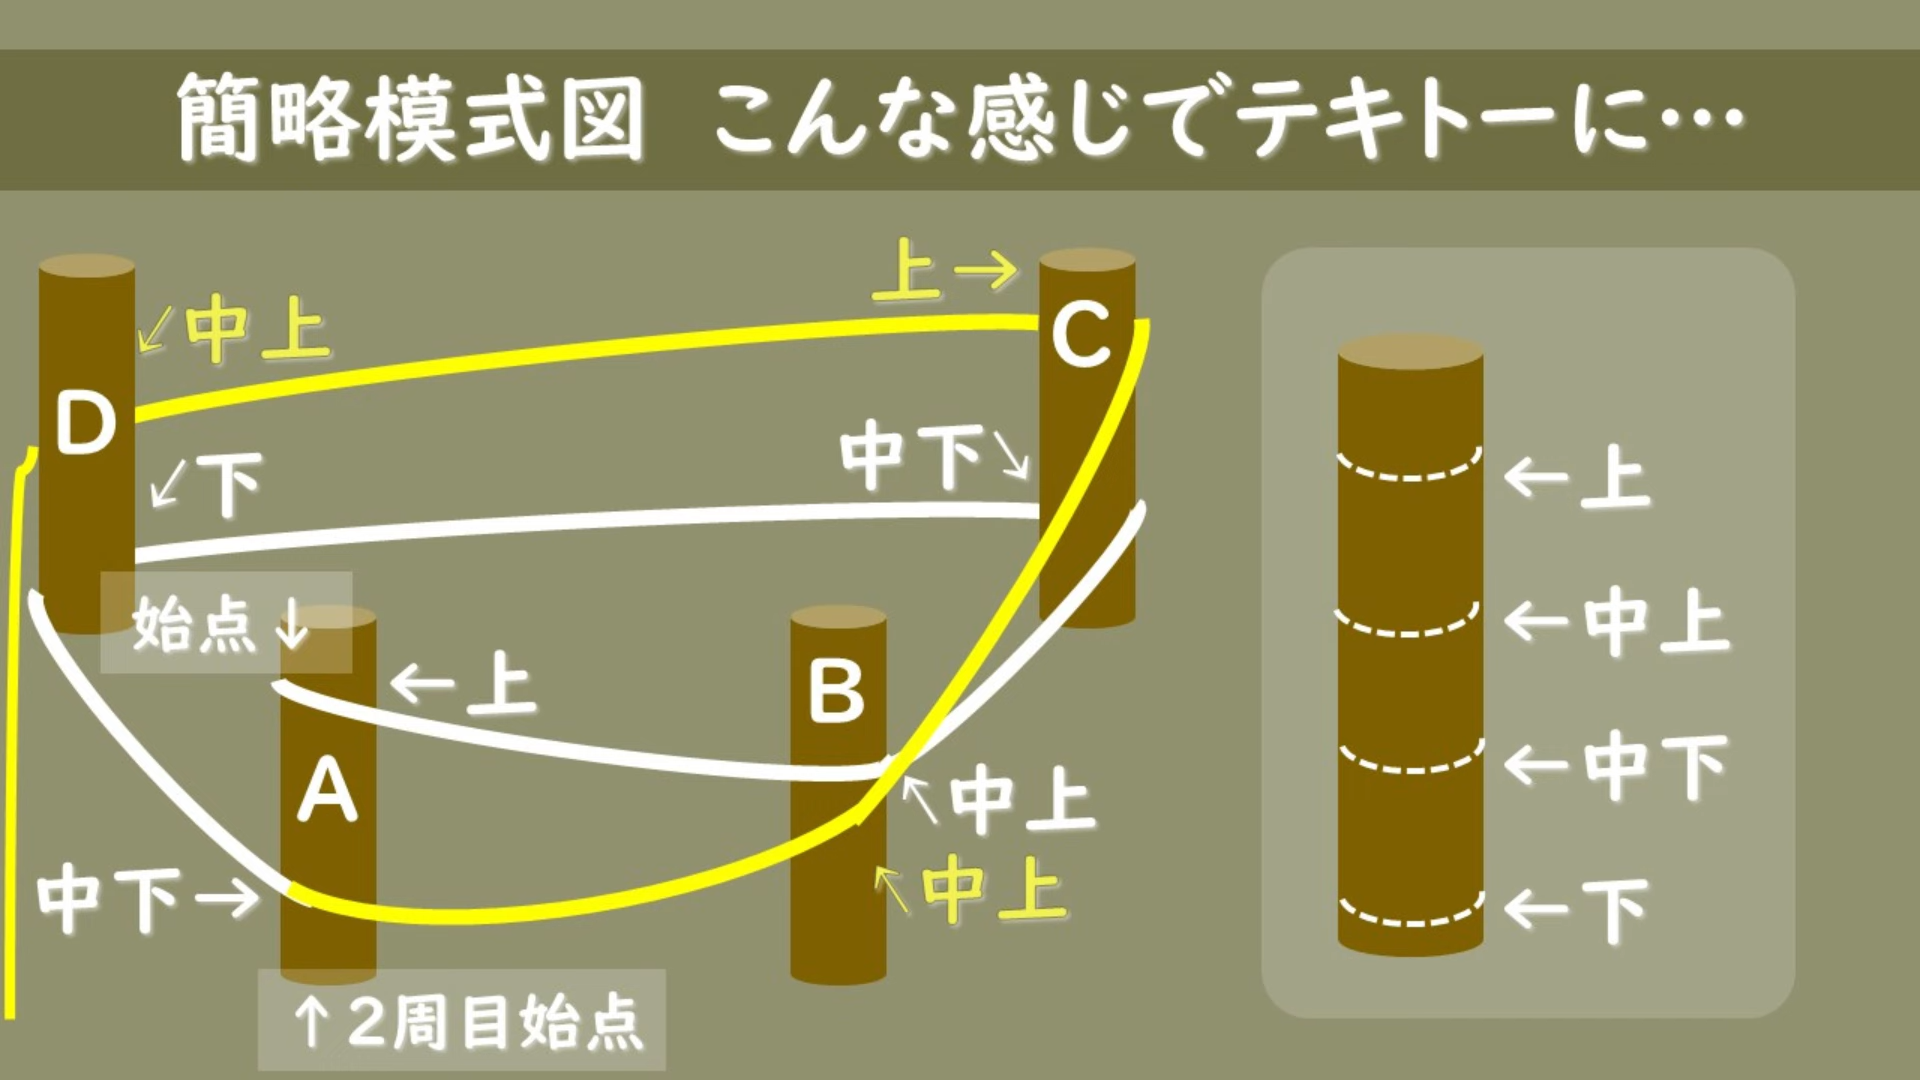 簡略模式図 こんな感じでテキトーに…
上→
↙中上
C
D
中下↘
↙下
←上
始点↓
←中上
←上
B
A
←中下
↖中上
↖中上
中下→
←下
↑2周目始点